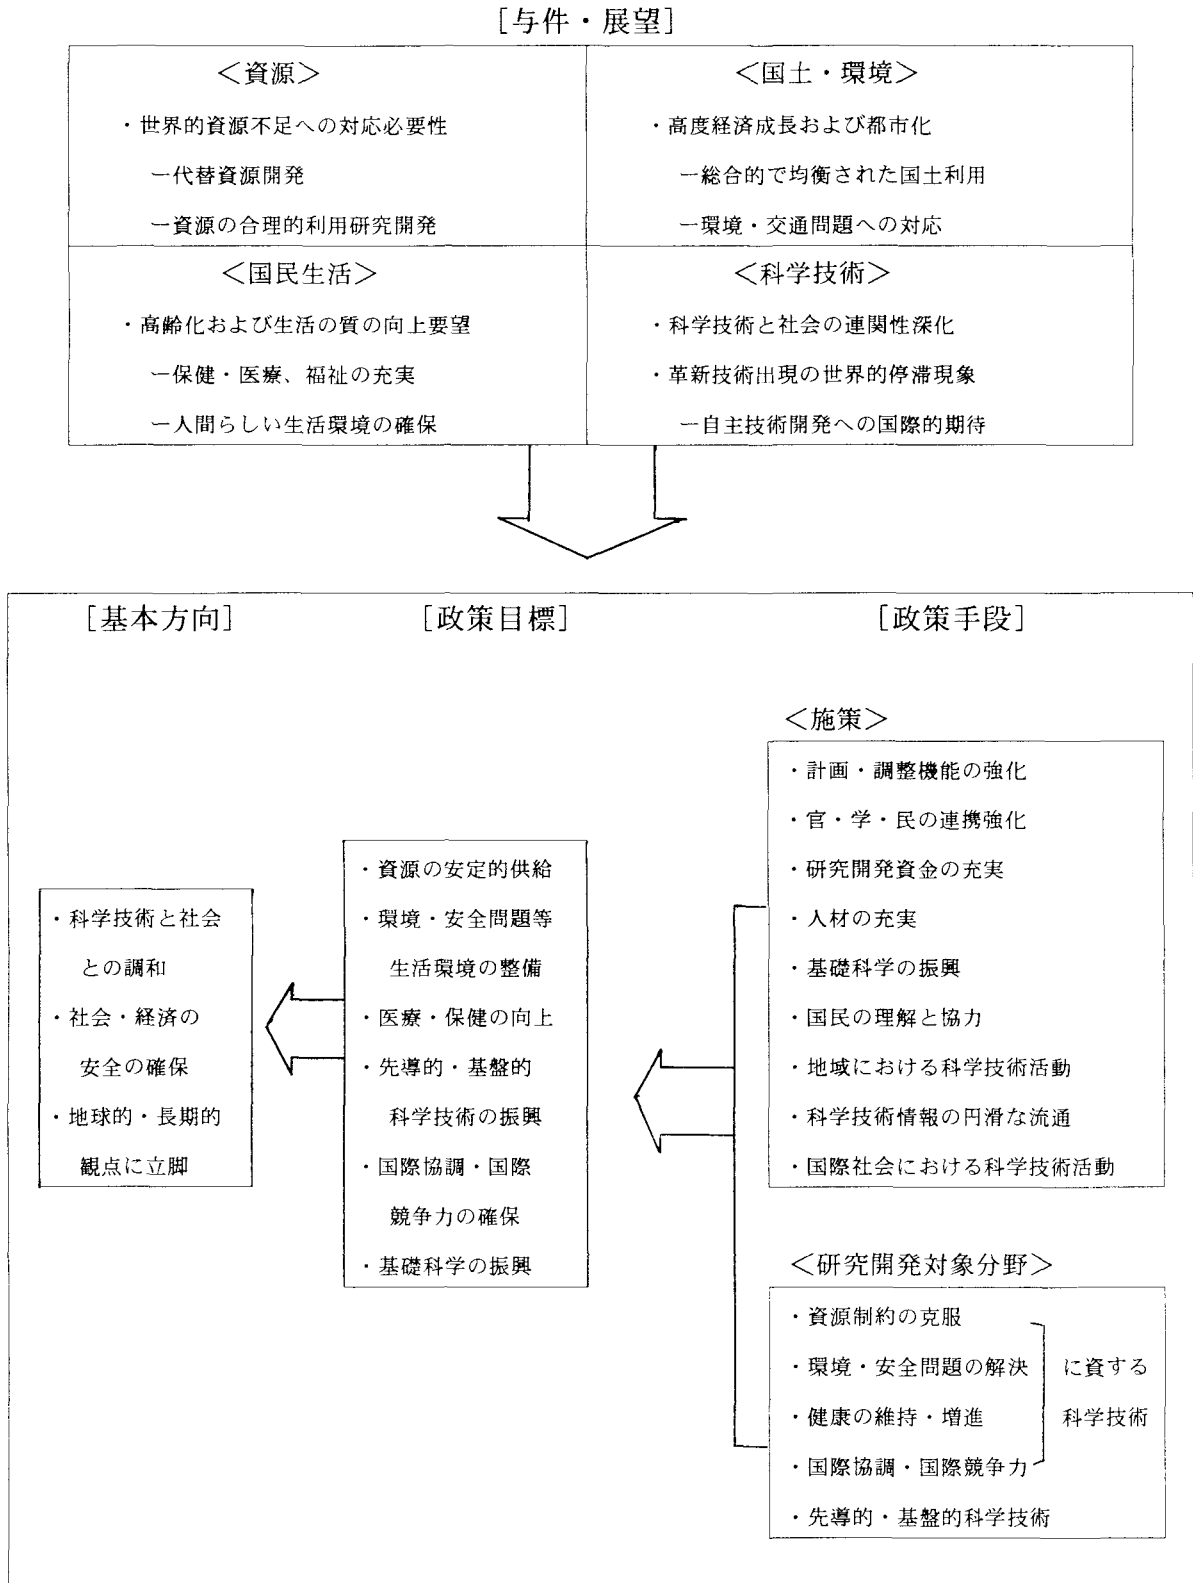 [与件・展望]
＜資源＞
・世界的資源不足への対応必要性
ー代替資源開発
ー資源の合理的利用研究開発
＜国土・環境＞
・高度経済成長および都市化
ー総合的で均衡された国土利用
ー環境・交通問題への対応
＜国民生活＞
・高齢化および生活の質の向上要望
ー保健・医療、福祉の充実
ー人間らしい生活環境の確保
＜科学技術＞
・科学技術と社会の連関性深化
・革新技術出現の世界的停滞現象
ー自主技術開発への国際的期待
[基本方向]
・科学技術と社会
との調和
・社会・経済の
安全の確保
・地球的・長期的
観点に立脚
[政策目標]
・資源の安定的供給
・環境・安全問題等
生活環境の整備
・医療・保健の向上
・先導的・基盤的
科学技術の振興
・国際協調・国際
競争力の確保
・基礎科学の振興
[政策手段]
＜施策＞
・計画・調整機能の強化
・官・学・民の連携強化
・研究開発資金の充実
・人材の充実
・基礎科学の振興
・国民の理解と協力
・地域における科学技術活動
・科学技術情報の円滑な流通
・国際社会における科学技術活動
＜研究開発対象分野＞
・資源制約の克服
・環境・安全問題の解決
・健康の維持・増進
・国際協調・国際競争力
に資する
科学技術
・先導的・基盤的科学技術